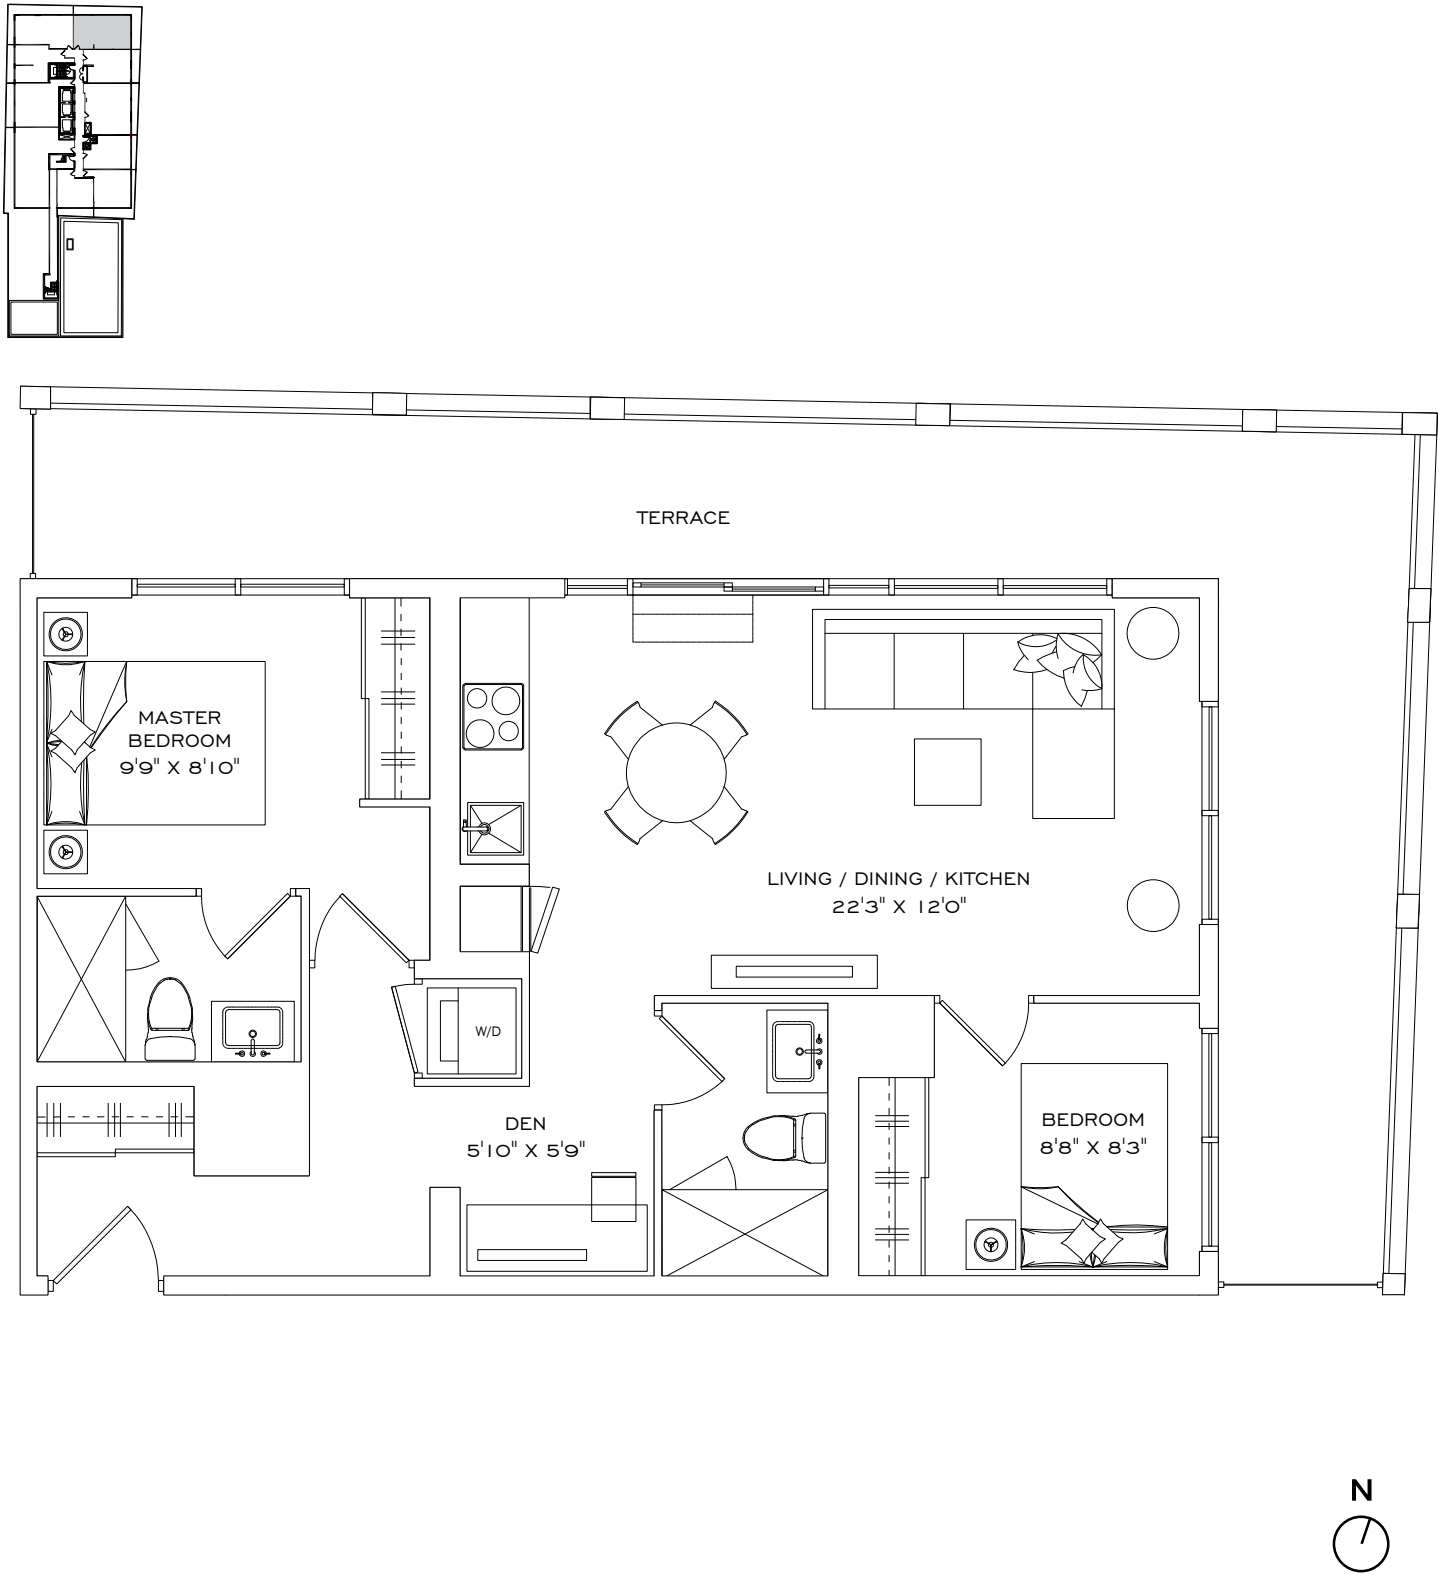 TERRACE
MASTER
BEDROOM
9'9" X 8'10"
LIVING / DINING / KITCHEN
22'3" X 12'0"
W/D
DEN
5'10" X 5'9"
BEDROOM
8'8" X 8'3"
N